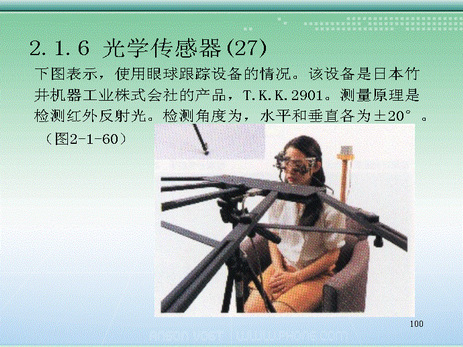 2.1.6 光学传感器(27)
下图表示，使用眼球跟踪设备的情况。该设备是日本竹
井机器工业株式会社的产品，T.K.K.2901。测量原理是
检测红外反射光。检测角度为，水平和垂直各为±20°。
（图2-1-60）
100